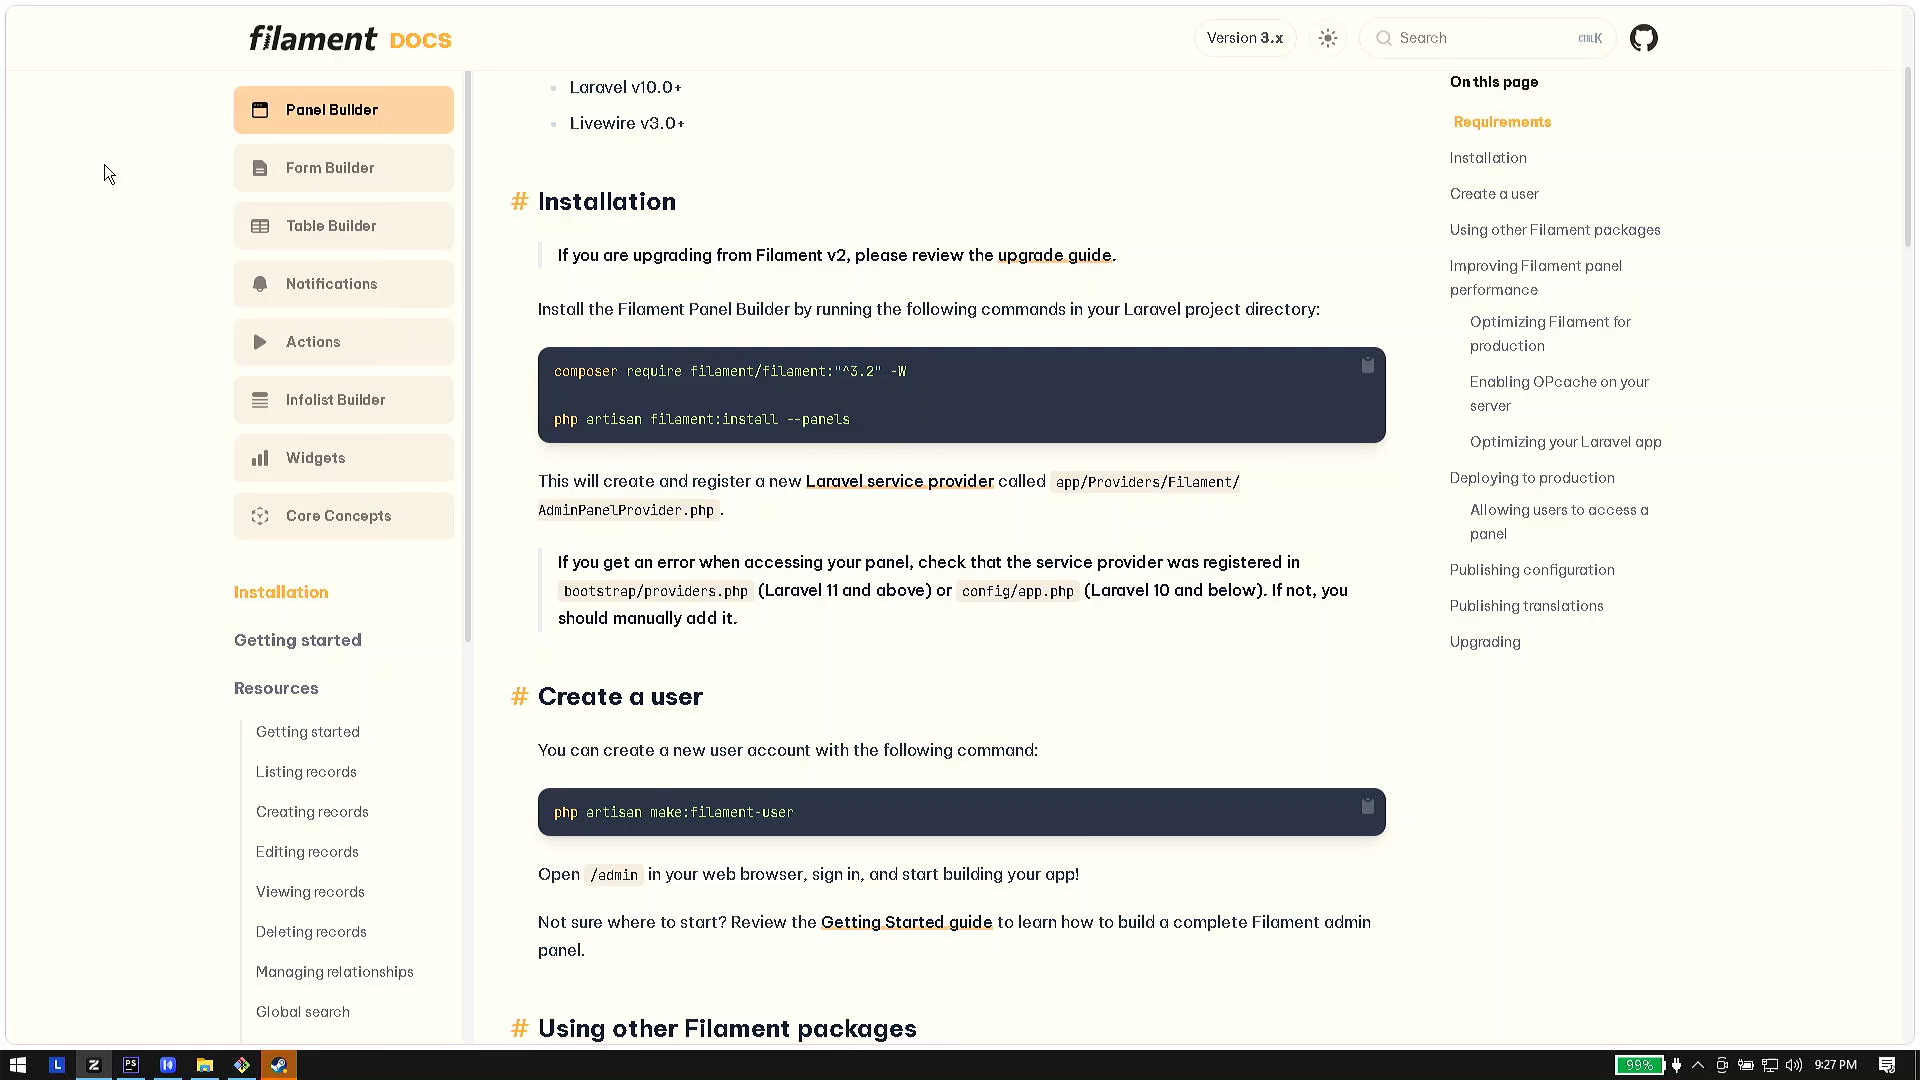 filament DOCS
Version 3.x
Search
CTRL K
Panel Builder
Form Builder
Table Builder
Notifications
Actions
Infolist Builder
Widgets
Core Concepts
Installation
Getting started
Resources
Getting started
Listing records
Creating records
Editing records
Viewing records
Deleting records
Managing relationships
Global search
Laravel v10.0+
Livewire v3.0+
# Installation
If you are upgrading from Filament v2, please review the upgrade guide.
Install the Filament Panel Builder by running the following commands in your Laravel project directory:
composer require filament/filament:"^3.2" -W
php artisan filament:install --panels
This will create and register a new Laravel service provider called app/Providers/Filament/
AdminPanelProvider.php .
If you get an error when accessing your panel, check that the service provider was registered in
bootstrap/providers.php (Laravel 11 and above) or config/app.php (Laravel 10 and below). If not, you
should manually add it.
# Create a user
You can create a new user account with the following command:
php artisan make:filament-user
Open /admin in your web browser, sign in, and start building your app!
Not sure where to start? Review the Getting Started guide to learn how to build a complete Filament admin
panel.
# Using other Filament packages
On this page
Requirements
Installation
Create a user
Using other Filament packages
Improving Filament panel
performance
Optimizing Filament for
production
Enabling OPcache on your
server
Optimizing your Laravel app
Deploying to production
Allowing users to access a
panel
Publishing configuration
Publishing translations
Upgrading
L
Z
PS
99%
9:27 PM